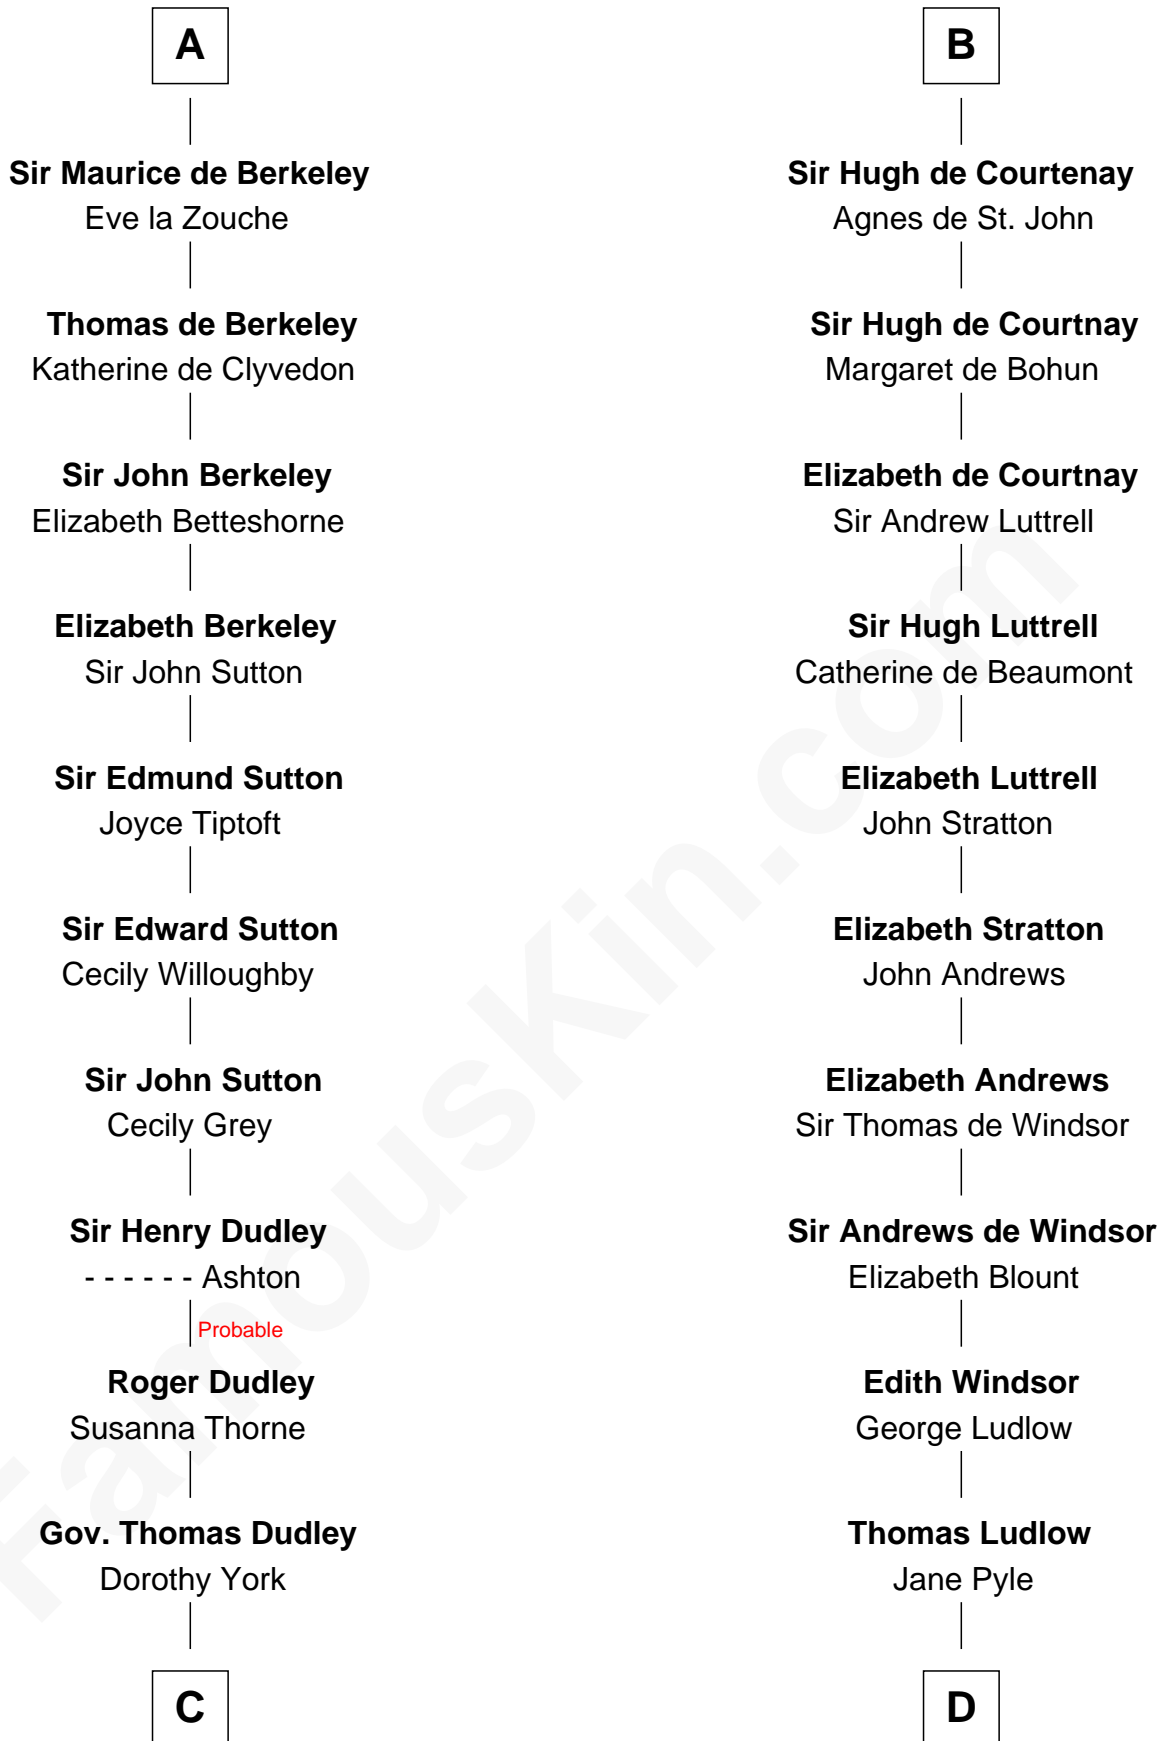 A
Sir Maurice de Berkeley
Eve la Zouche
Thomas de Berkeley
Katherine de Clyvedon
Sir John Berkeley
Elizabeth Betteshorne
Elizabeth Berkeley
Sir John Sutton
Sir Edmund Sutton
Joyce Tiptoft
Sir Edward Sutton
Cecily Willoughby
Sir John Sutton
Cecily Grey
Sir Henry Dudley
- - - - - - Ashton
Probable
Roger Dudley
Susanna Thorne
Gov. Thomas Dudley
Dorothy York
C
B
Sir Hugh de Courtenay
Agnes de St. John
Sir Hugh de Courtnay
Margaret de Bohun
Elizabeth de Courtnay
Sir Andrew Luttrell
Sir Hugh Luttrell
Catherine de Beaumont
Elizabeth Luttrell
John Stratton
Elizabeth Stratton
John Andrews
Elizabeth Andrews
Sir Thomas de Windsor
Sir Andrews de Windsor
Elizabeth Blount
Edith Windsor
George Ludlow
Thomas Ludlow
Jane Pyle
D
FamousKin.com